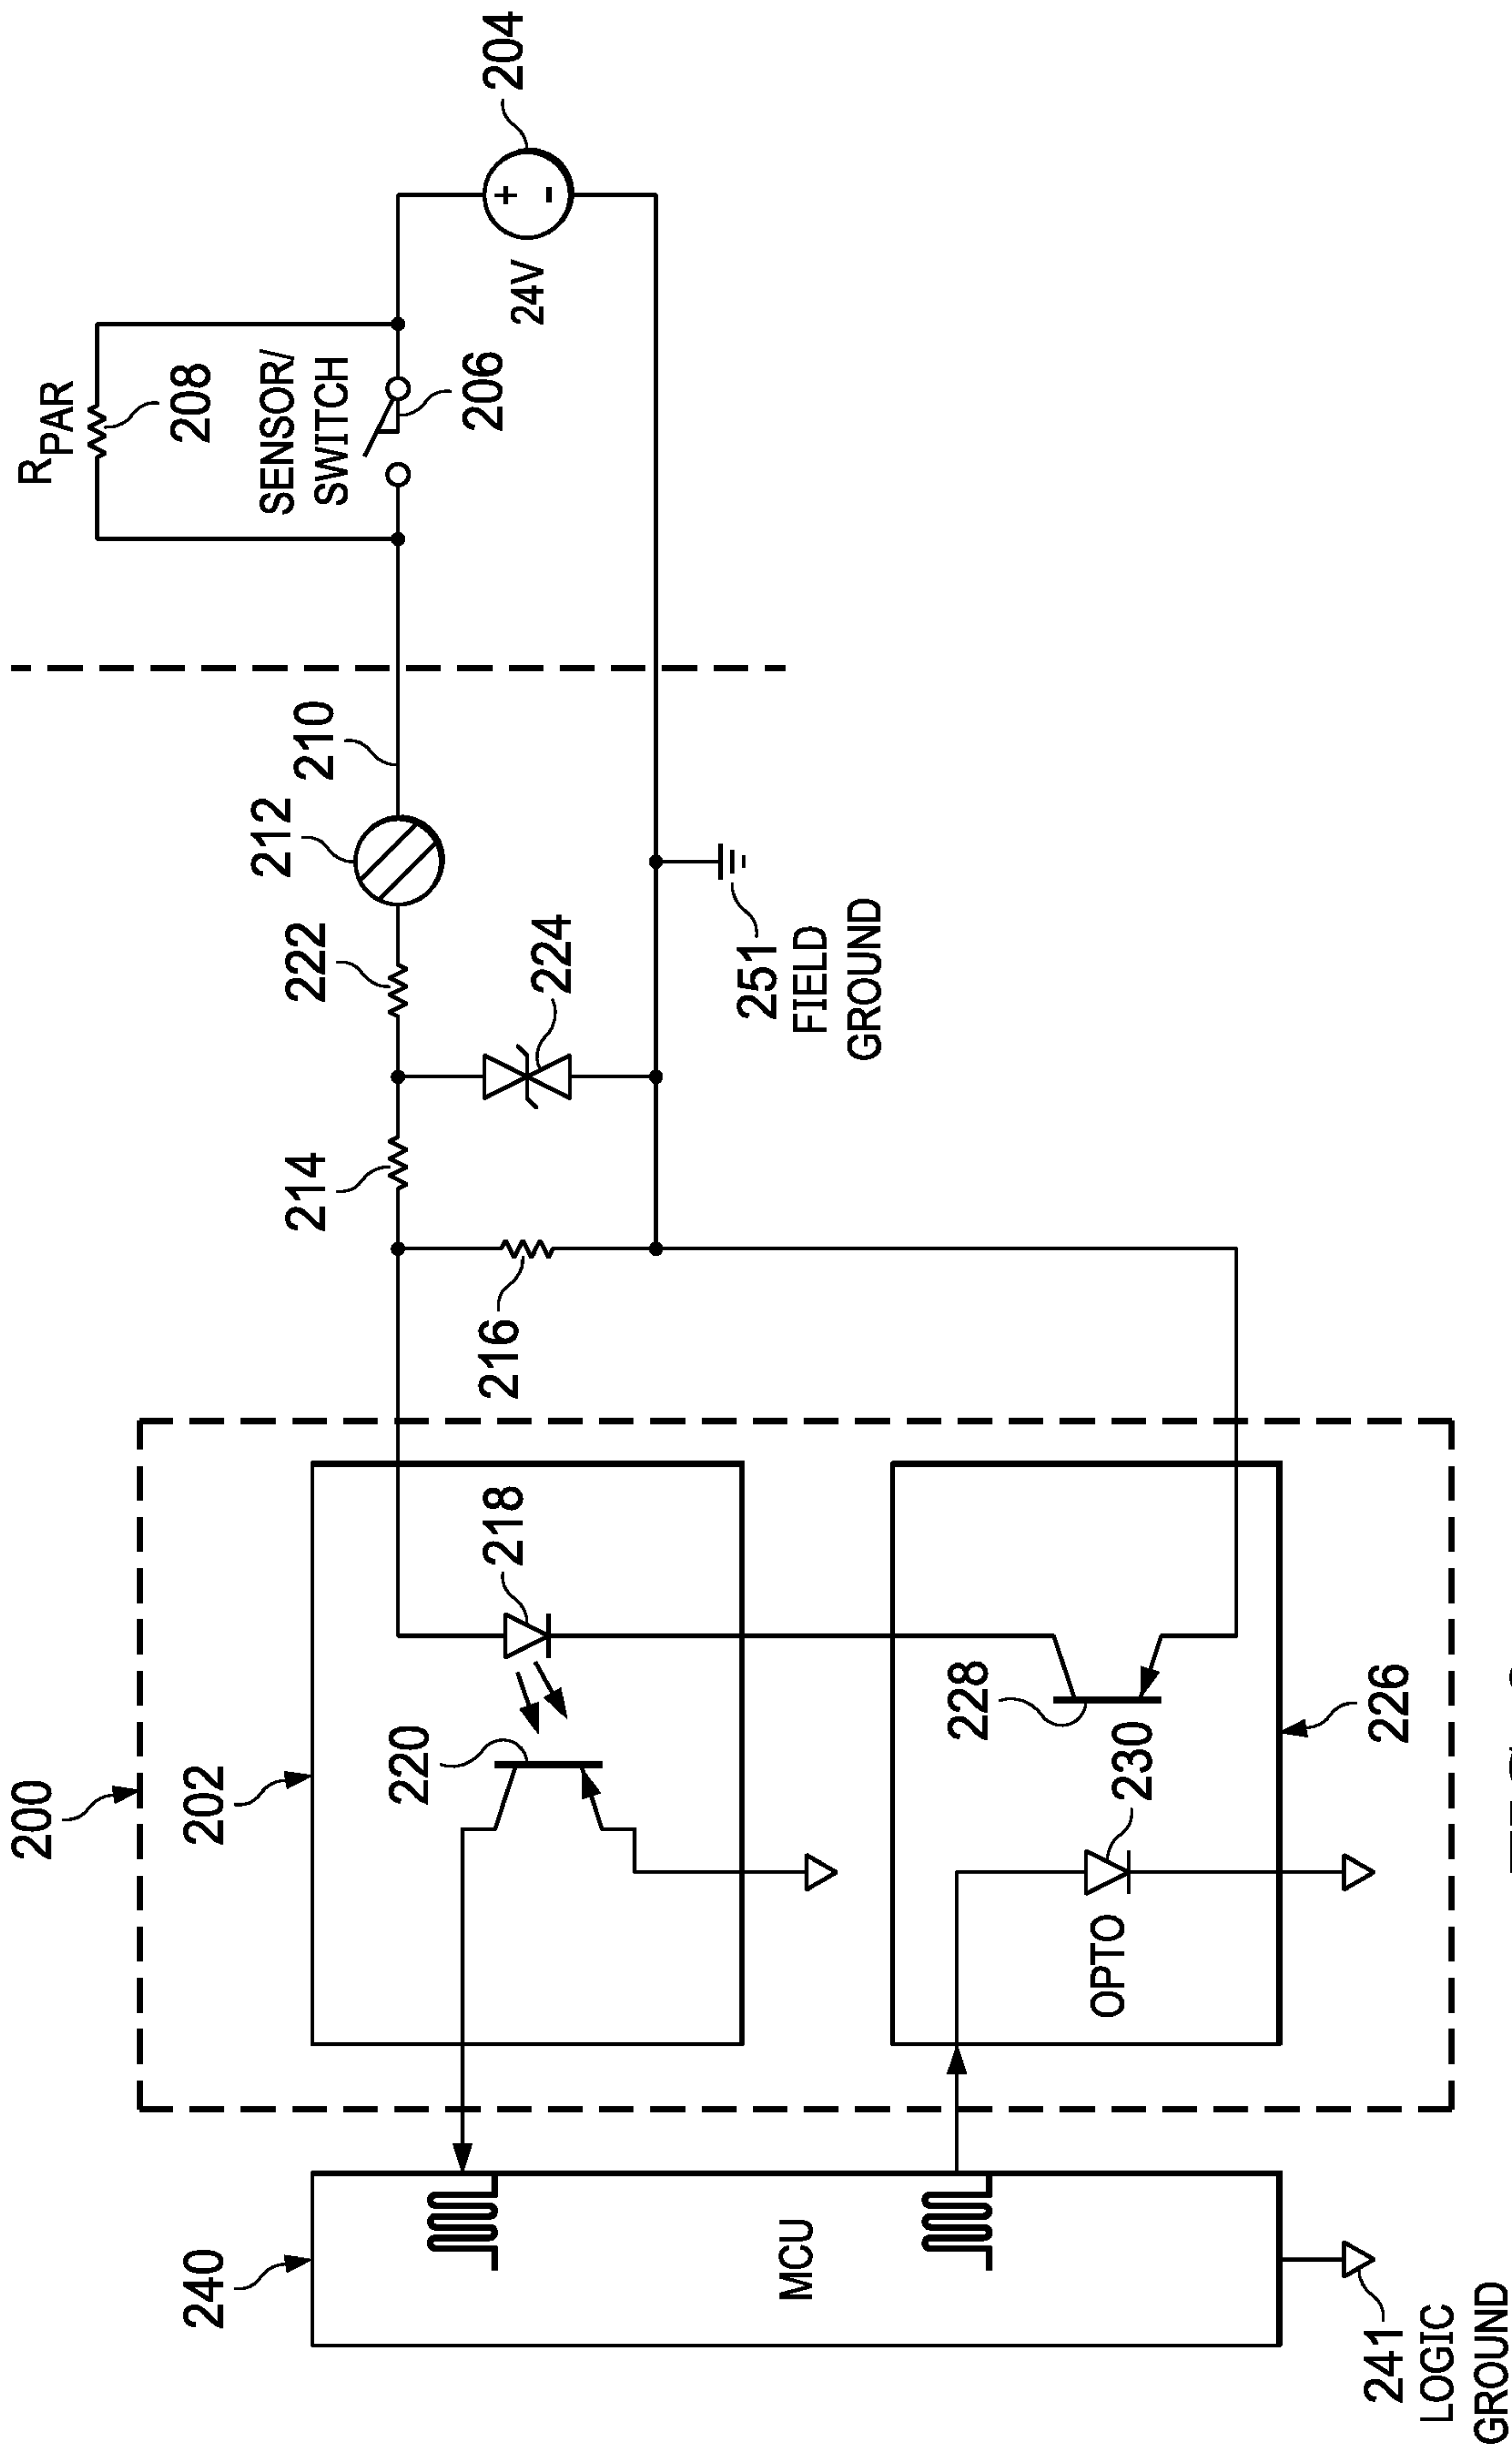 200
202
240
MCU
241
LOGIC
GROUND
220
218
228
230
OPTO
226
216
214
222
212
210
224
251
FIELD
GROUND
R PAR
208
SENSOR/
SWITCH
206
24V
204